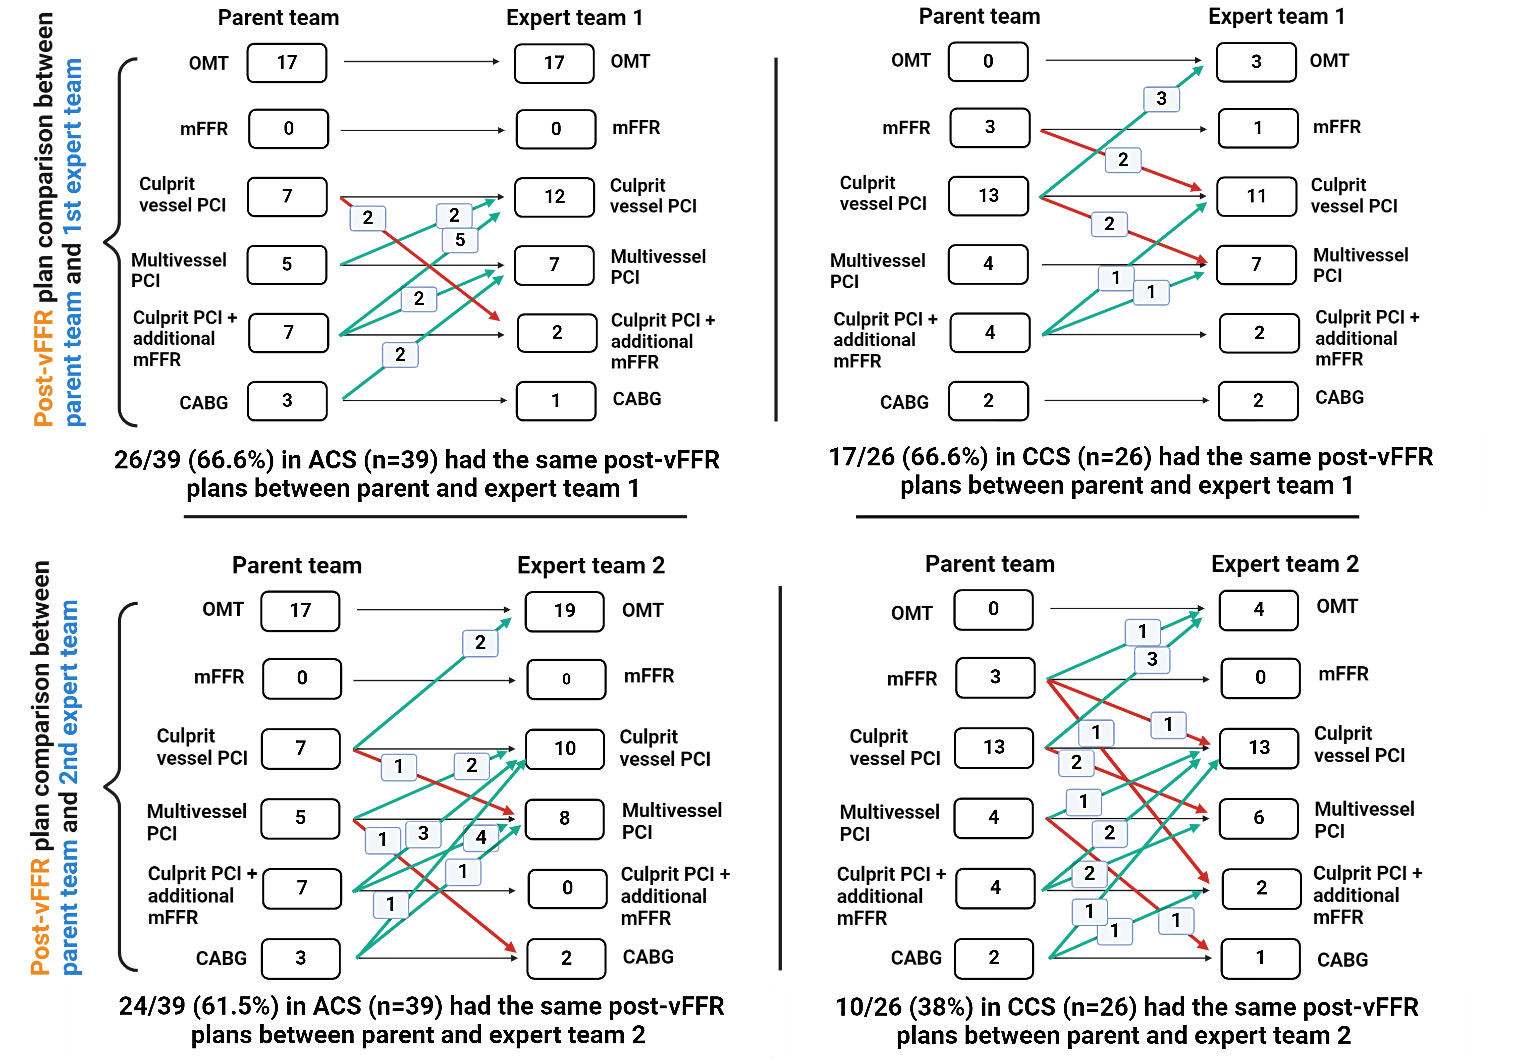 Post-vFFR plan comparison between
parent team and 1st expert team
Parent team
Expert team 1
OMT
17
17
OMT
mFFR
0
0
mFFR
Culprit
vessel PCI
7
2
2
5
12
Culprit
vessel PCI
Multivessel
PCI
5
2
7
Multivessel
PCI
Culprit PCI +
additional
mFFR
7
2
2
Culprit PCI +
additional
mFFR
CABG
3
1
CABG
26/39 (66.6%) in ACS (n=39) had the same post-vFFR
plans between parent and expert team 1
Parent team
Expert team 1
OMT
0
3
3
OMT
mFFR
3
2
1
mFFR
Culprit
vessel PCI
13
2
11
Culprit
vessel PCI
Multivessel
PCI
4
1
1
7
Multivessel
PCI
Culprit PCI +
additional
mFFR
4
2
Culprit PCI +
additional
mFFR
CABG
2
2
CABG
17/26 (66.6%) in CCS (n=26) had the same post-vFFR
plans between parent and expert team 1
Post-vFFR plan comparison between
parent team and 2nd expert team
Parent team
Expert team 2
OMT
17
2
19
OMT
mFFR
0
0
mFFR
Culprit
vessel PCI
7
1
2
10
Culprit
vessel PCI
Multivessel
PCI
5
1
3
4
8
Multivessel
PCI
Culprit PCI +
additional
mFFR
7
1
1
0
Culprit PCI +
additional
mFFR
CABG
3
2
CABG
24/39 (61.5%) in ACS (n=39) had the same post-vFFR
plans between parent and expert team 2
Parent team
Expert team 2
OMT
0
1
3
4
OMT
mFFR
3
0
mFFR
Culprit
vessel PCI
13
1
1
2
13
Culprit
vessel PCI
Multivessel
PCI
4
1
2
6
Multivessel
PCI
Culprit PCI +
additional
mFFR
4
2
1
1
1
2
Culprit PCI +
additional
mFFR
CABG
2
1
CABG
10/26 (38%) in CCS (n=26) had the same post-vFFR
plans between parent and expert team 2